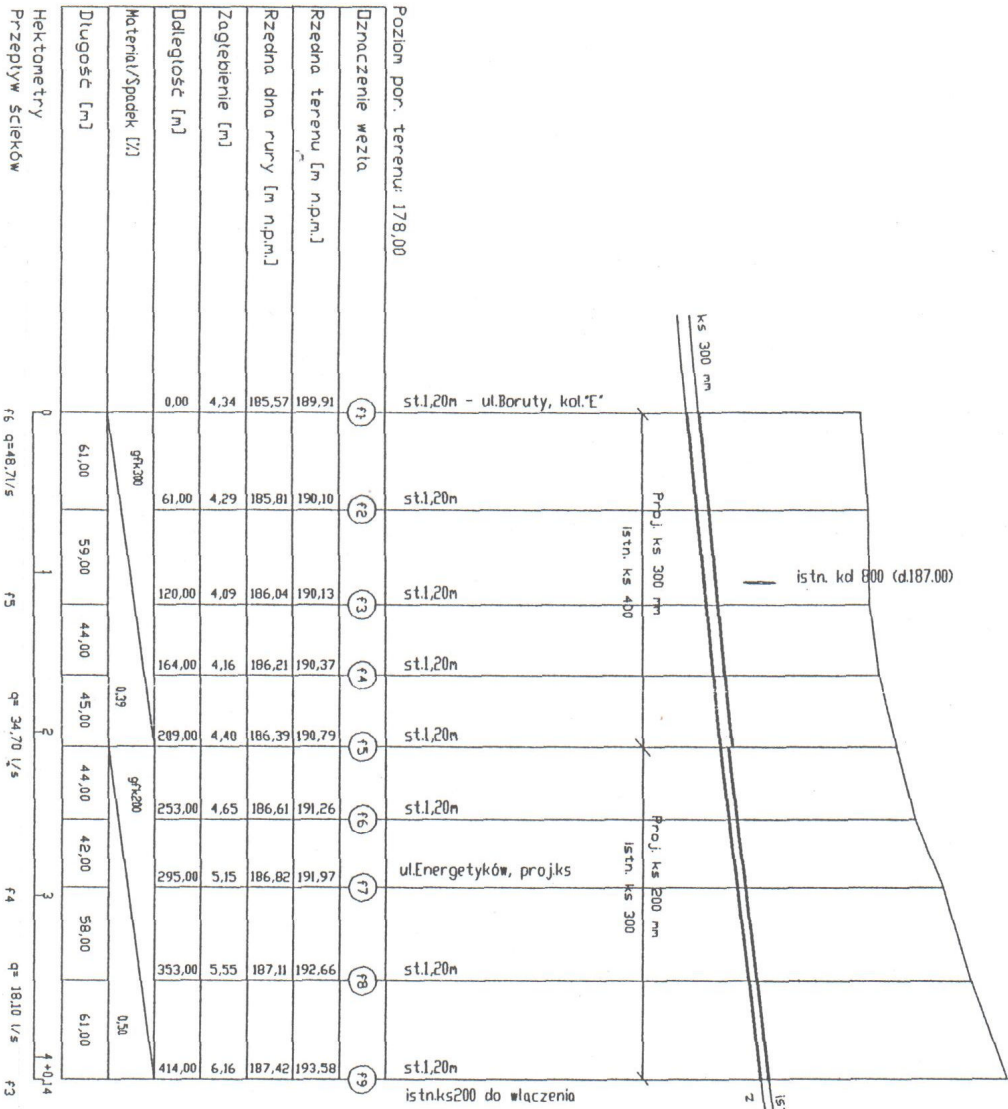 Poziom por. terenu: 178,00
Oznaczenie węzła
Rzędna terenu [m n.p.m.]
Rzędna dna rury [m n.p.m.]
Zagłębienie [m]
Odległość [m]
Materiał/Spadek [%]
Długość [m]
Hektometry
Przepływ ścieków
ks 300 mm
Proj. ks 300 mm
istn. ks 400
Proj. ks 200 mm
istn. ks 300
istn. kd 800 (d.187.00)
z
st.1,20m - ul.Boruty, kol."E"
st.1,20m
st.1,20m
st.1,20m
st.1,20m
st.1,20m
ul.Energetyków, proj.ks
st.1,20m
st.1,20m
istn.ks200 do włączenia
f1 f2 f3 f4 f5 f6 f7 f8 f9
189,91 190,10 190,13 190,37 190,79 191,26 191,97 192,66 193,58
185,57 185,81 186,04 186,21 186,39 186,61 186,82 187,11 187,42
4,34 4,29 4,09 4,16 4,40 4,65 5,15 5,55 6,16
0,00 61,00 120,00 164,00 209,00 253,00 295,00 353,00 414,00
gfk300 0,39 gfk200 0,50
61,00 59,00 44,00 45,00 44,00 42,00 58,00 61,00
0 1 2 3 4 +0,14
f6 q=48,7l/s f5 q= 34,70 l/s f4 q= 18,10 l/s f3